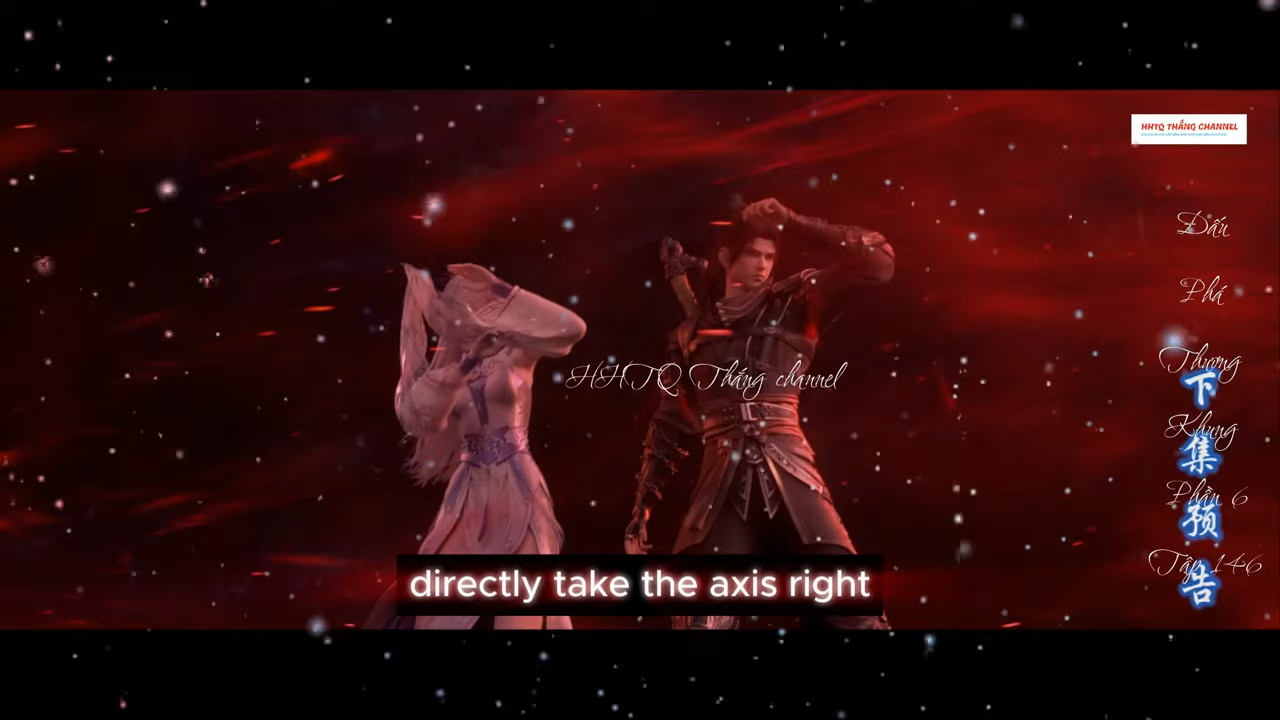 HHTQ THẮNG CHANNEL
Đấu
Phá
Thương
Khung
Phần 6
Tập 146
下
集
预
告
HHTQ Thắng channel
directly take the axis right